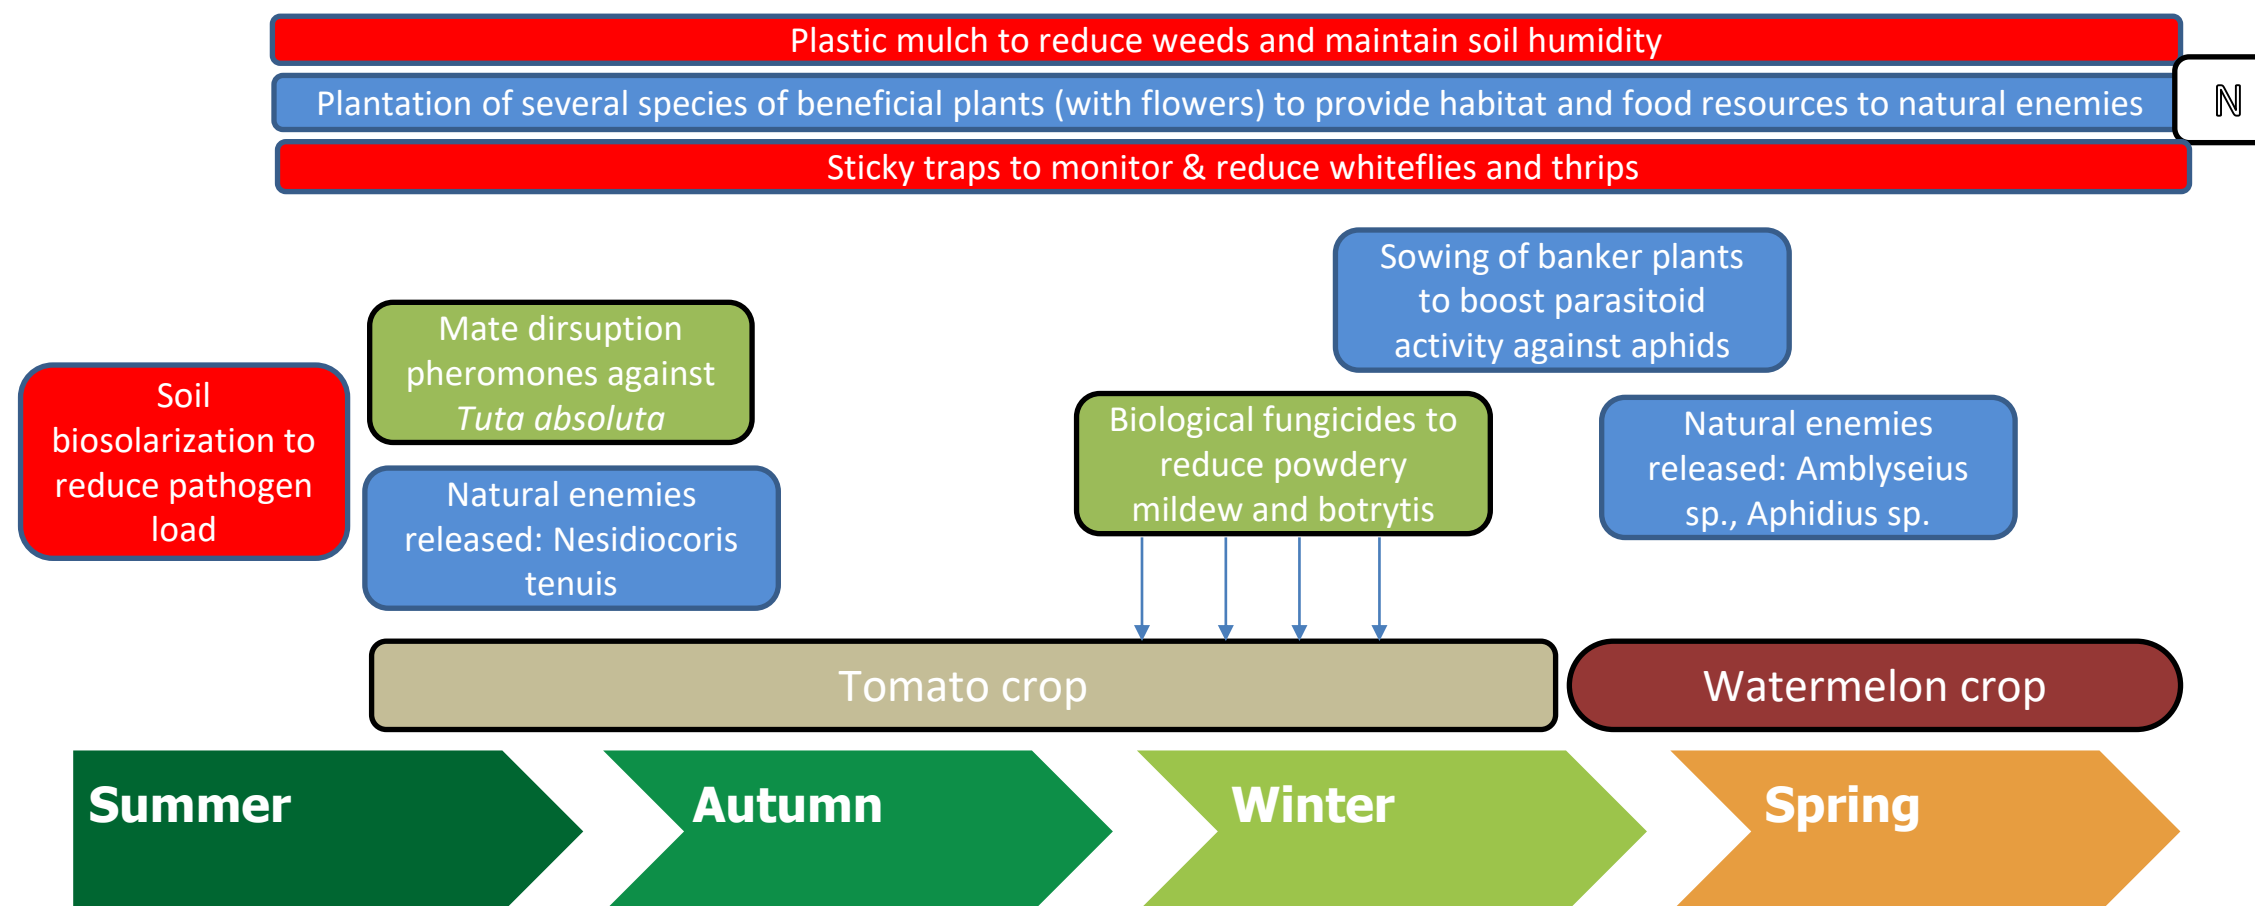 Plastic mulch to reduce weeds and maintain soil humidity
Plantation of several species of beneficial plants (with flowers) to provide habitat and food resources to natural enemies
ℕ
Sticky traps to monitor & reduce whiteflies and thrips
Sowing of banker plants
to boost parasitoid
activity against aphids
Mate dirsuption
pheromones against
Tuta absoluta
Soil
biosolarization to
reduce pathogen
load
Biological fungicides to
reduce powdery
mildew and botrytis
Natural enemies
released: Amblyseius
sp., Aphidius sp.
Natural enemies
released: Nesidiocoris
tenuis
Tomato crop
Watermelon crop
Summer
Autumn
Winter
Spring